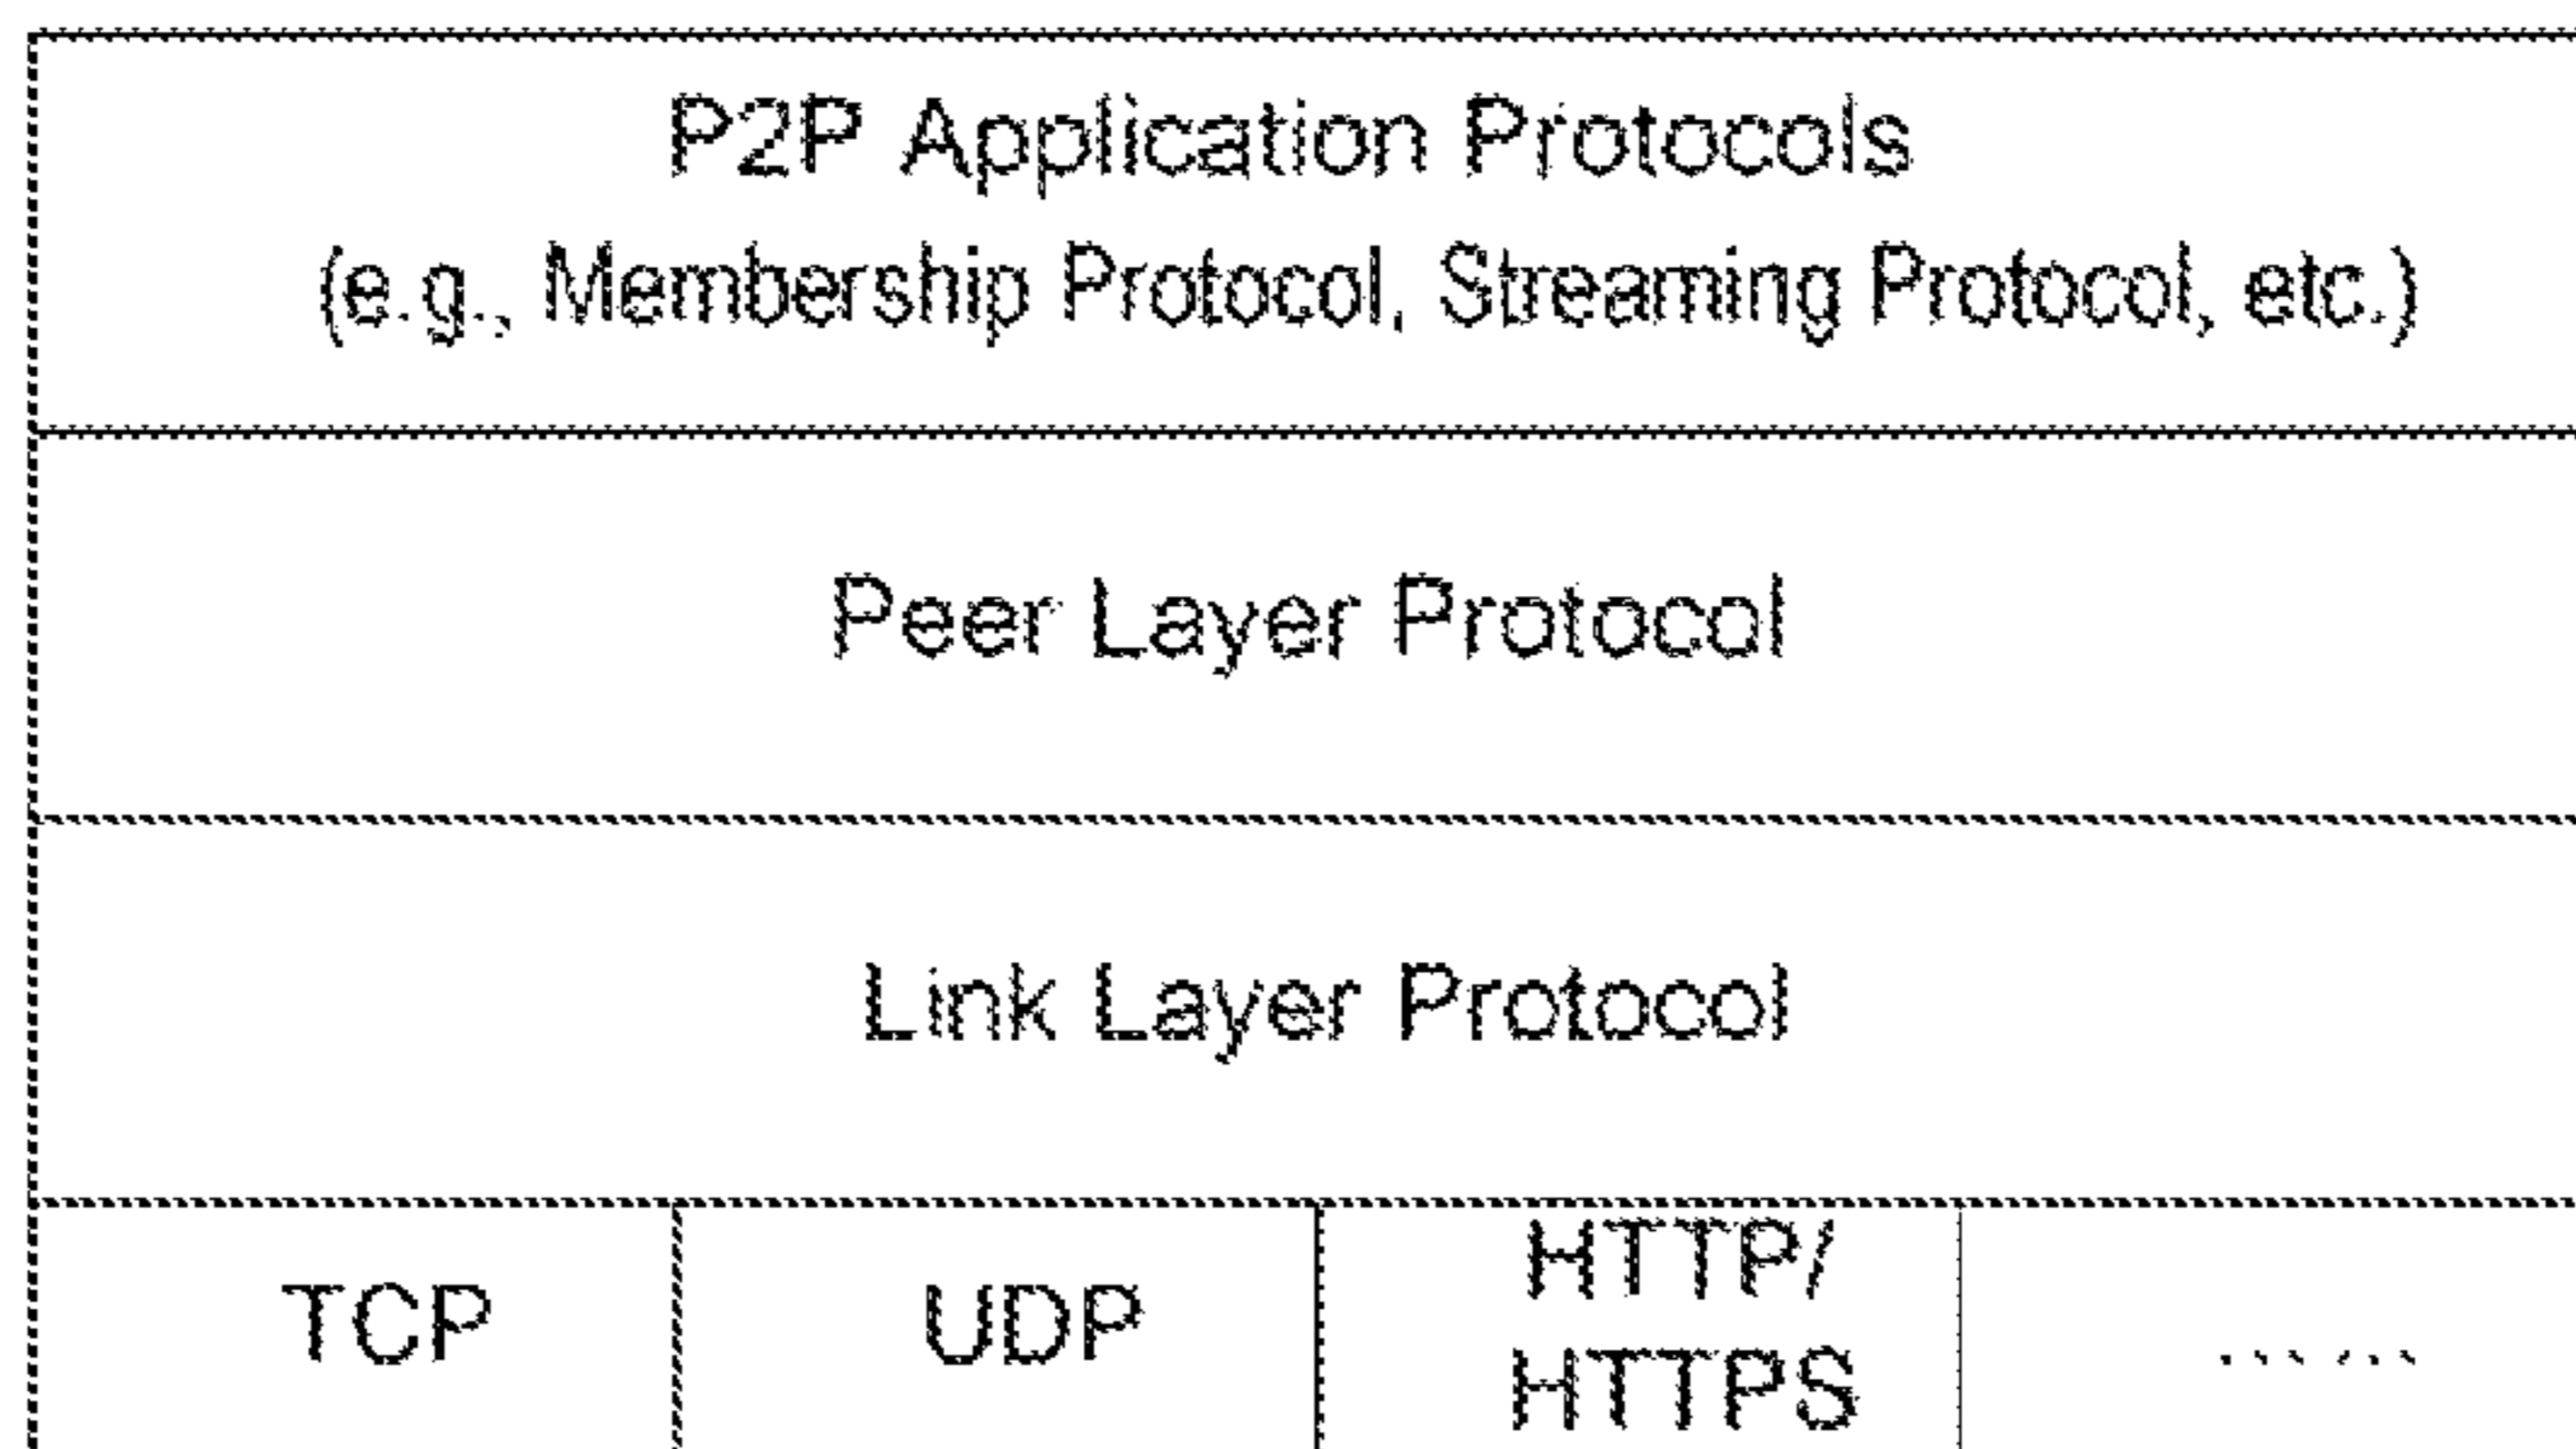 P2P Application Protocols
(e.g., Membership Protocol, Streaming Protocol, etc.)
Peer Layer Protocol
Link Layer Protocol
TCP
UDP
HTTP/
HTTPS
......